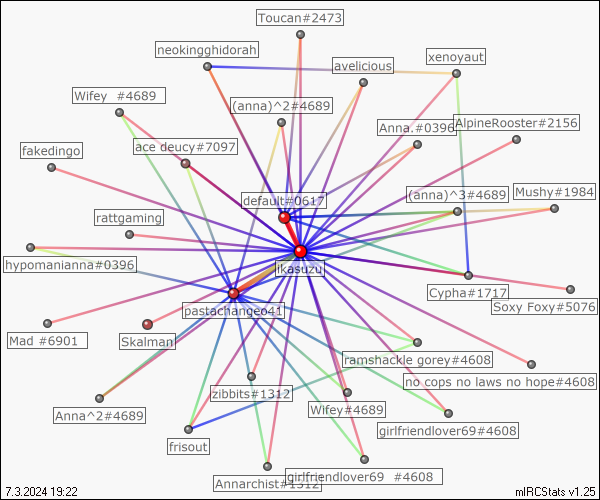 Toucan#2473
neokingghidorah
xenoyaut
avelicious
Wifey  #4689
(anna)^2#4689
Anna.#0396
AlpineRooster#2156
fakedingo
ace deucy#7097
default#0617
(anna)^3#4689
Mushy#1984
rattgaming
hypomanianna#0396
ikasuzu
Cypha#1717
Soxy Foxy#5076
pastachangeo41
Mad #6901
Skalman
ramshackle gorey#4608
no cops no laws no hope#4608
zibbits#1312
Wifey#4689
Anna^2#4689
girlfriendlover69#4608
frisout
Annarchist#1312
girlfriendlover69  #4608
7.3.2024 19:22
mIRCStats v1.25